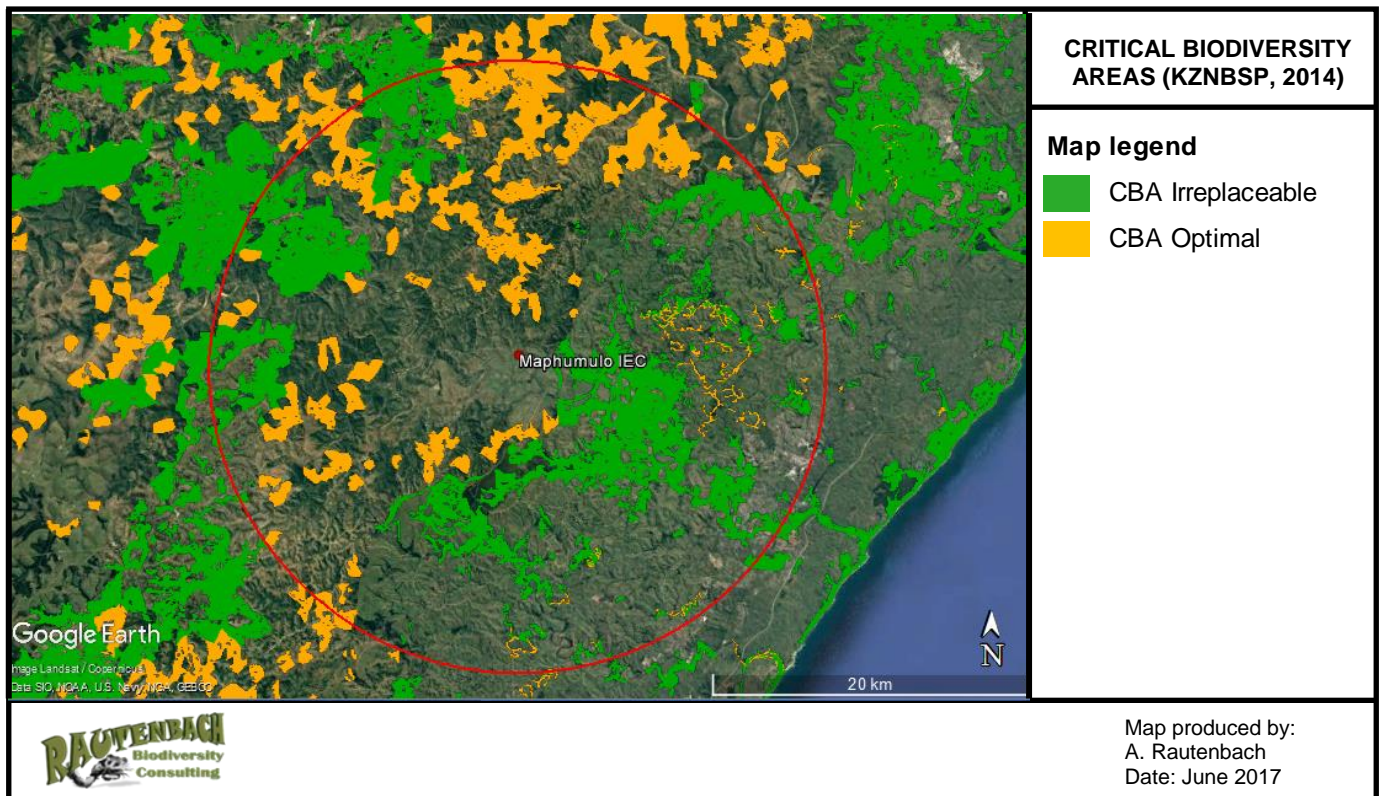 CRITICAL BIODIVERSITY
AREAS (KZNBSP, 2014)
Map legend
CBA Irreplaceable
CBA Optimal
Maphumulo IEC
Google Earth
Image Landsat / Copernicus
Data SIO, NOAA, U.S. Navy, NGA, GEBCO
N
20 km
RAUTENBACH
Biodiversity
Consulting
Map produced by:
A. Rautenbach
Date: June 2017